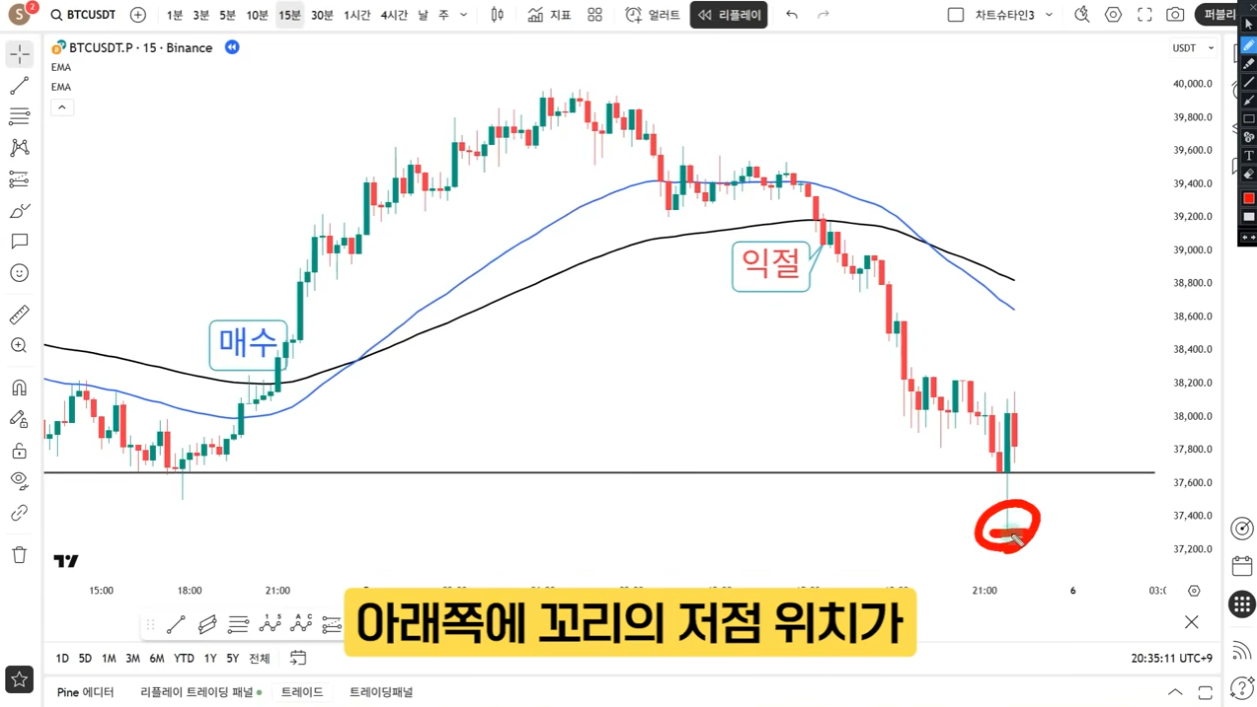 S 2 BTCUSDT 1분 3분 5분 10분 15분 30분 1시간 4시간 날 주 지표 얼러트 리플레이 차트슈타인3 퍼블리
BTCUSDT.P · 15 · Binance
USDT
EMA
EMA
40,000.0
39,800.0
39,600.0
39,400.0
39,200.0
39,000.0
38,800.0
38,600.0
38,400.0
38,200.0
38,000.0
37,800.0
37,600.0
37,400.0
37,200.0
익절
매수
15:00 18:00 21:00 21:00 6
아래쪽에 꼬리의 저점 위치가
1D 5D 1M 3M 6M YTD 1Y 5Y 전체
20:35:11 UTC+9
Pine 에디터 리플레이 트레이딩 패널 트레이드 트레이딩패널